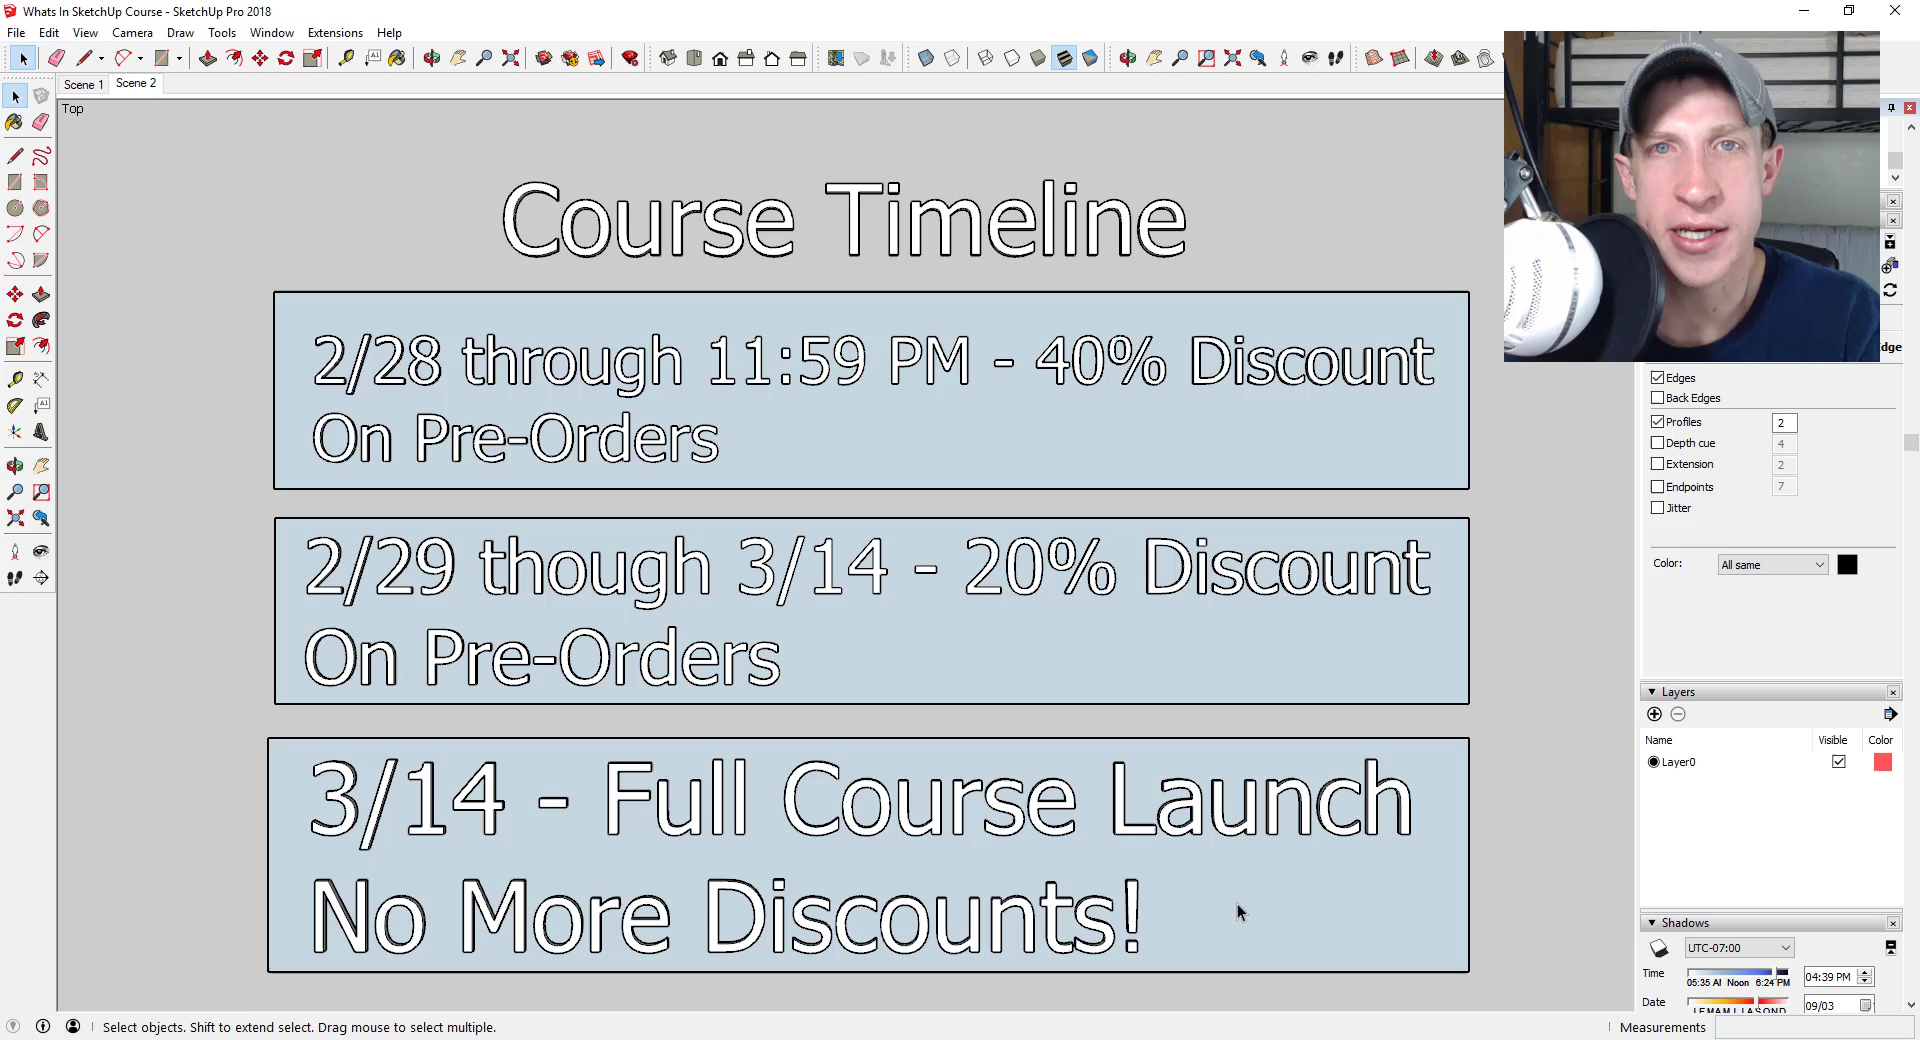 Whats In SketchUp Course - SketchUp Pro 2018
File Edit View Camera Draw Tools Window Extensions Help
Scene 1 Scene 2
Top
Course Timeline
2/28 through 11:59 PM - 40% Discount
On Pre-Orders
2/29 though 3/14 - 20% Discount
On Pre-Orders
3/14 - Full Course Launch
No More Discounts!
Edges
Back Edges
Profiles 2
Depth cue 4
Extension 2
Endpoints 7
Jitter
Color: All same
Layers
Name Visible Color
Layer0
Shadows
UTC-07:00
Time 04:39 PM
05:35 AM Noon 6:24 PM
Date 09/03
Select objects. Shift to extend select. Drag mouse to select multiple.
Measurements